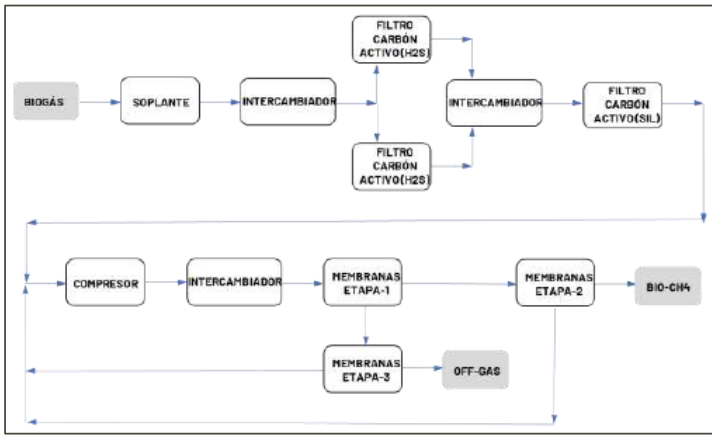 FILTRO
CARBÓN
ACTIVO(H2S)
BIOGÁS
SOPLANTE
INTERCAMBIADOR
INTERCAMBIADOR
FILTRO
CARBÓN
ACTIVO(SIL)
FILTRO
CARBÓN
ACTIVO(H2S)
COMPRESOR
INTERCAMBIADOR
MEMBRANAS
ETAPA-1
MEMBRANAS
ETAPA-2
BIO-CH4
MEMBRANAS
ETAPA-3
OFF-GAS